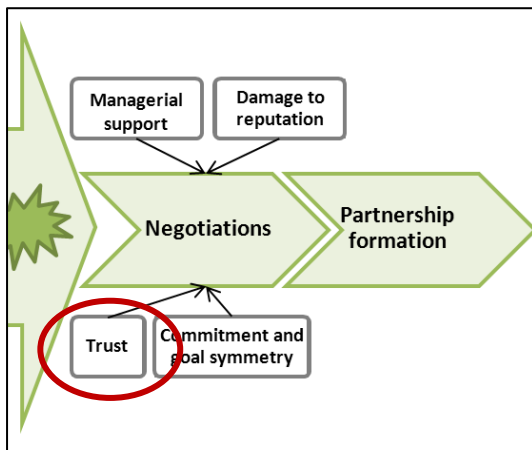 Managerial
support
Damage to
reputation
Negotiations
Partnership
formation
Trust
Commitment and
goal symmetry